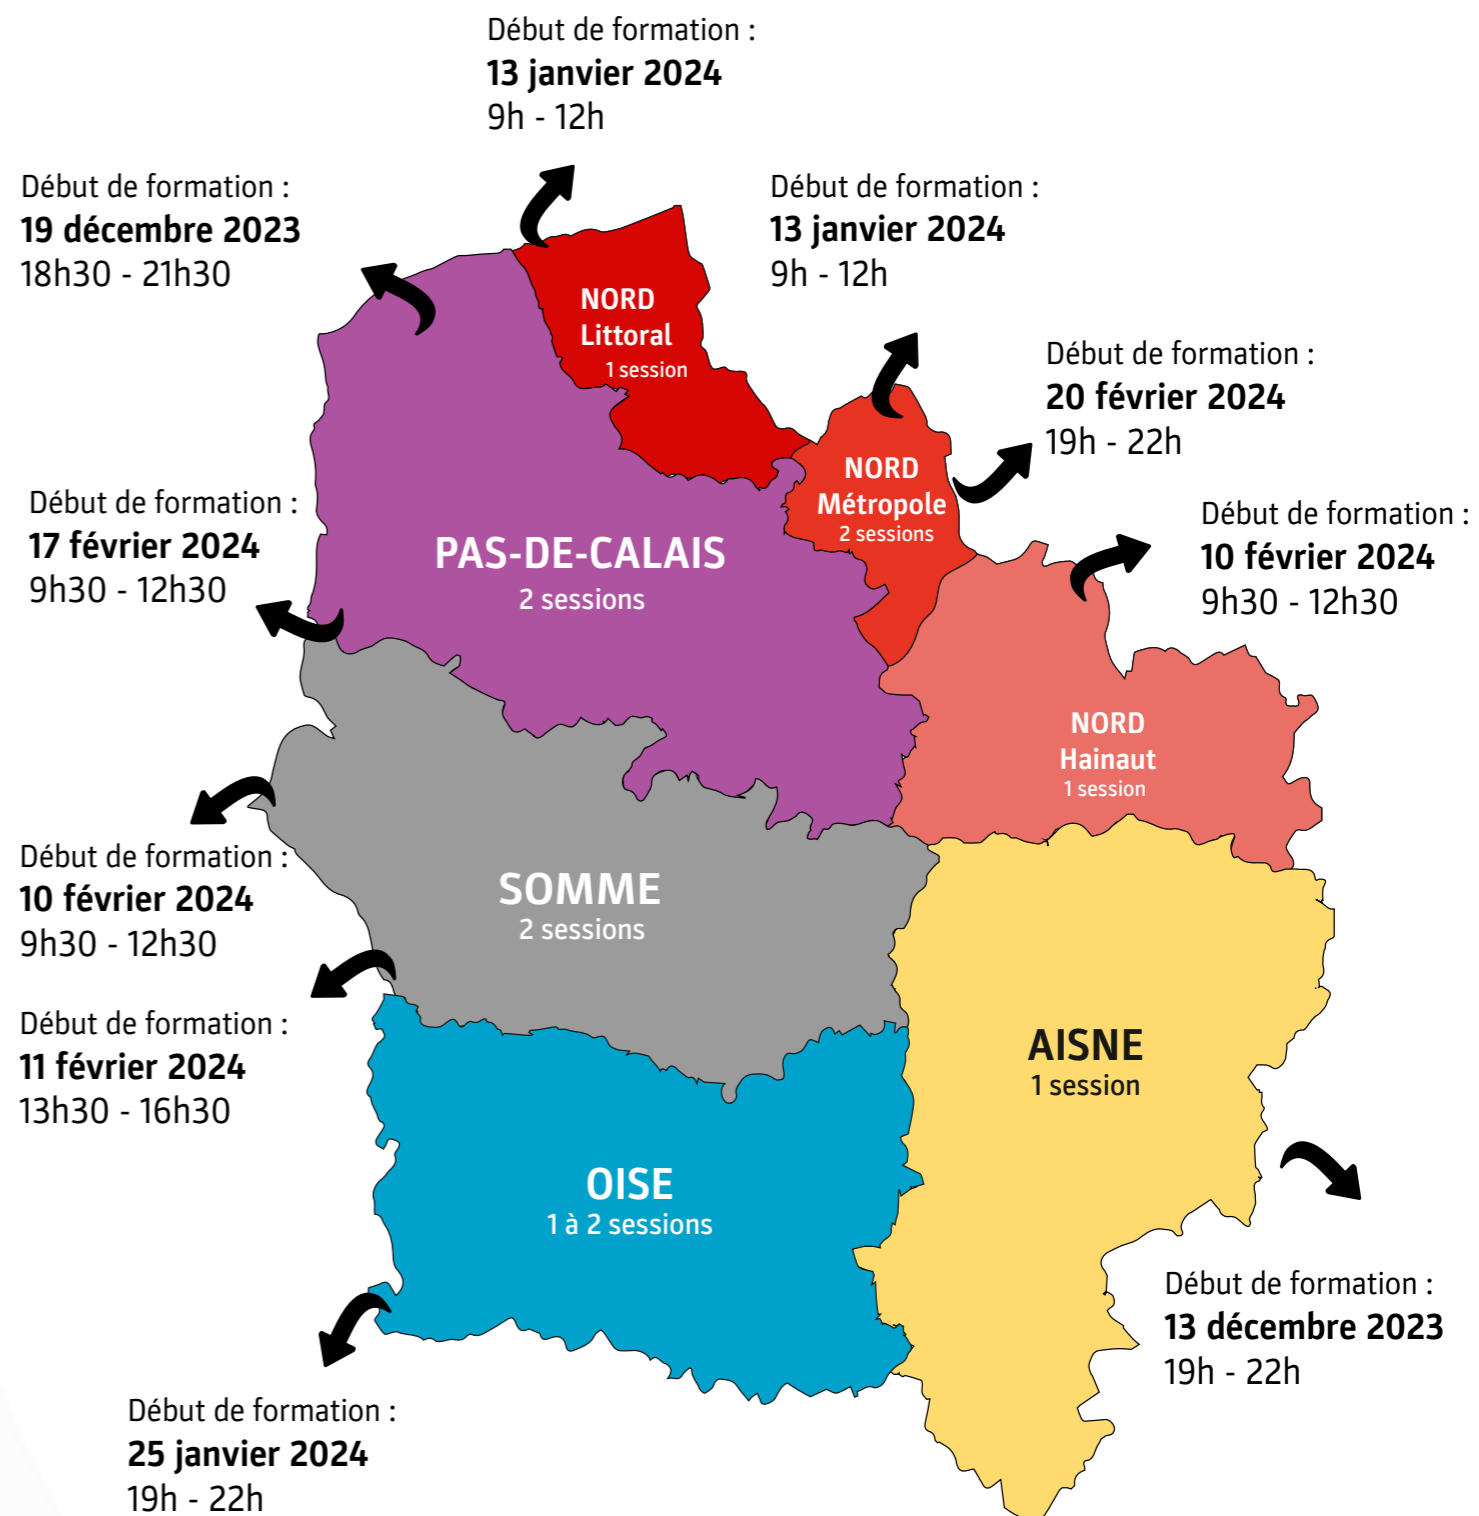 Début de formation :
13 janvier 2024
9h - 12h
Début de formation :
19 décembre 2023
18h30 - 21h30
Début de formation :
13 janvier 2024
9h - 12h
NORD
Littoral
1 session
Début de formation :
20 février 2024
19h - 22h
NORD
Métropole
2 sessions
Début de formation :
17 février 2024
9h30 - 12h30
Début de formation :
10 février 2024
9h30 - 12h30
PAS-DE-CALAIS
2 sessions
NORD
Hainaut
1 session
Début de formation :
10 février 2024
9h30 - 12h30
SOMME
2 sessions
Début de formation :
11 février 2024
13h30 - 16h30
AISNE
1 session
OISE
1 à 2 sessions
Début de formation :
13 décembre 2023
19h - 22h
Début de formation :
25 janvier 2024
19h - 22h